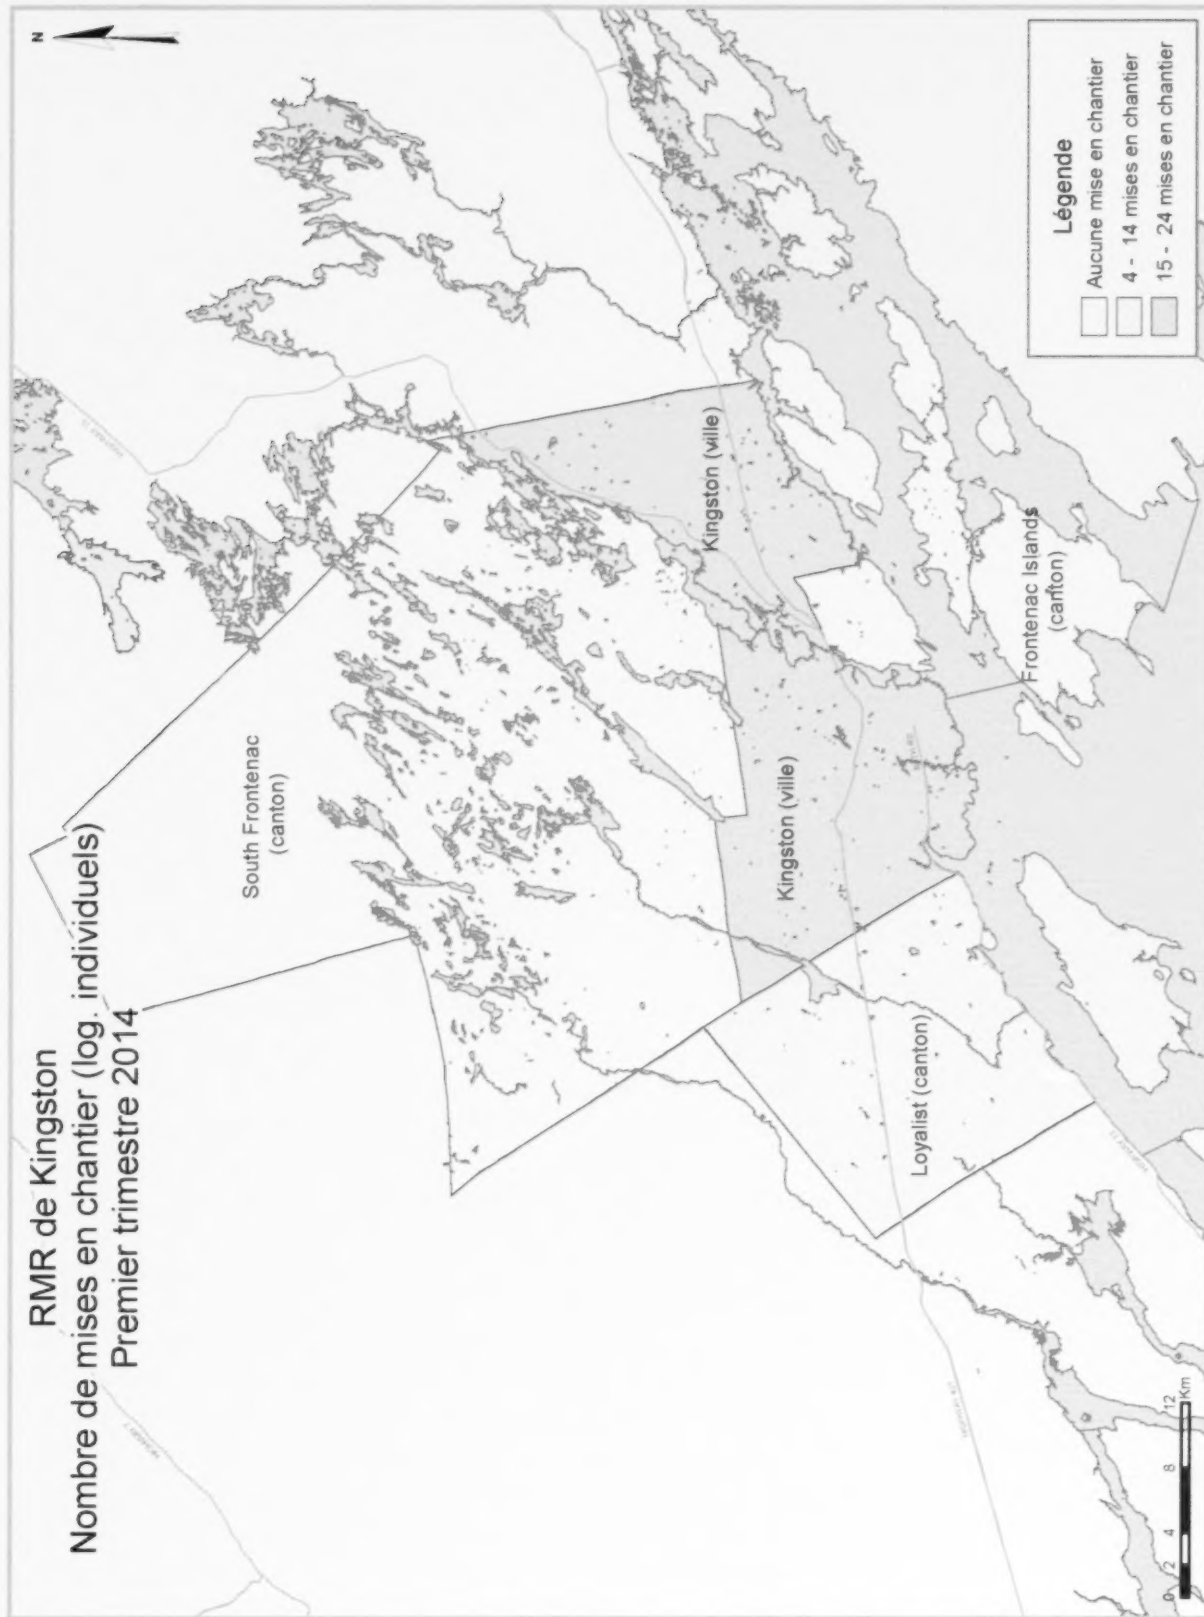 RMR de Kingston
Nombre de mises en chantier (log. individuels)
Premier trimestre 2014
N
South Frontenac
(canton)
Kingston (ville)
Kingston (ville)
Loyalist (canton)
Frontenac Islands
(canton)
Légende
Aucune mise en chantier
4 - 14 mises en chantier
15 - 24 mises en chantier
0 2 4 8 12
Km